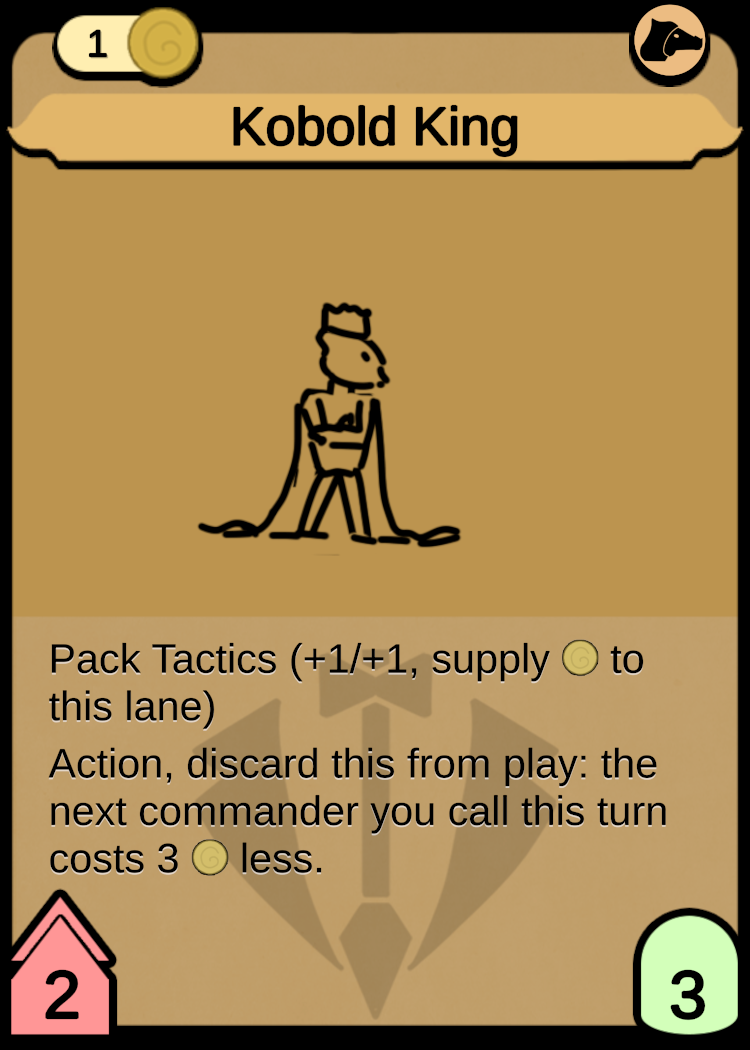 1
Kobold King
Pack Tactics (+1/+1, supply to
this lane)
Action, discard this from play: the
next commander you call this turn
costs 3 less.
2
3